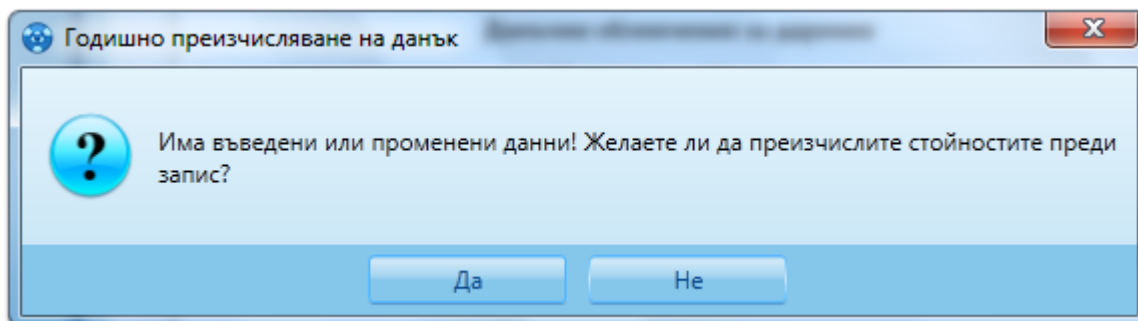 Годишно преизчисляване на данък
Има въведени или променени данни! Желаете ли да преизчислите стойностите преди
запис?
Да
Не